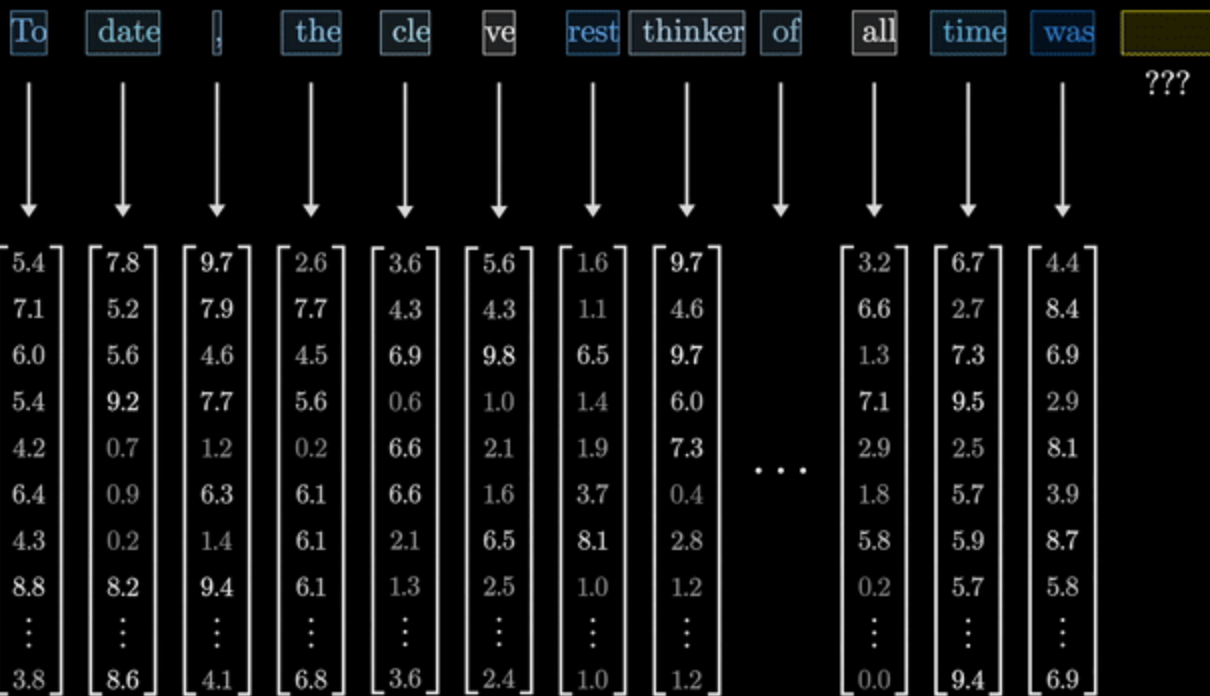 To date , the cle ve rest thinker of all time was
???
5.4 7.8 9.7 2.6 3.6 5.6 1.6 9.7 3.2 6.7 4.4
7.1 5.2 7.9 7.7 4.3 4.3 1.1 4.6 6.6 2.7 8.4
6.0 5.6 4.6 4.5 6.9 9.8 6.5 9.7 1.3 7.3 6.9
5.4 9.2 7.7 5.6 0.6 1.0 1.4 6.0 7.1 9.5 2.9
4.2 0.7 1.2 0.2 6.6 2.1 1.9 7.3 ... 2.9 2.5 8.1
6.4 0.9 6.3 6.1 6.6 1.6 3.7 0.4 1.8 5.7 3.9
4.3 0.2 1.4 6.1 2.1 6.5 8.1 2.8 5.8 5.9 8.7
8.8 8.2 9.4 6.1 1.3 2.5 1.0 1.2 0.2 5.7 5.8
⋮ ⋮ ⋮ ⋮ ⋮ ⋮ ⋮ ⋮ ⋮ ⋮ ⋮
3.8 8.6 4.1 6.8 3.6 2.4 1.0 1.2 0.0 9.4 6.9